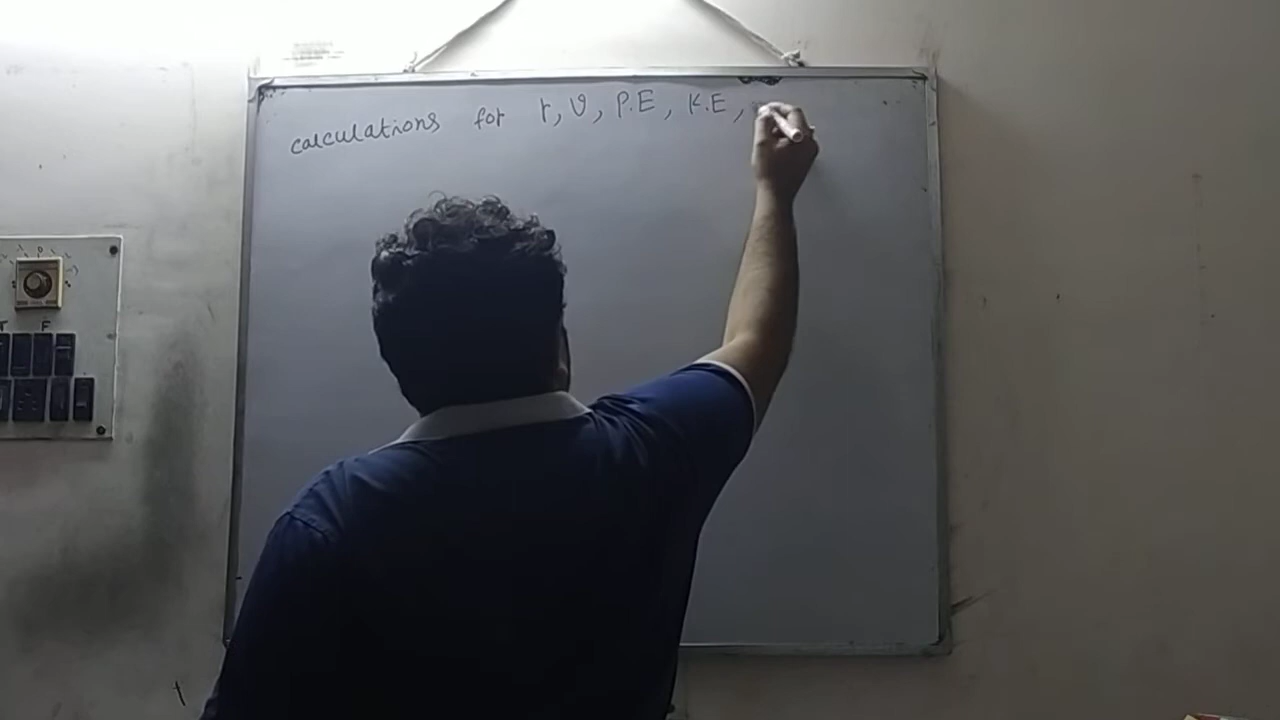 calculations for r, v, P.E, K.E,
T F